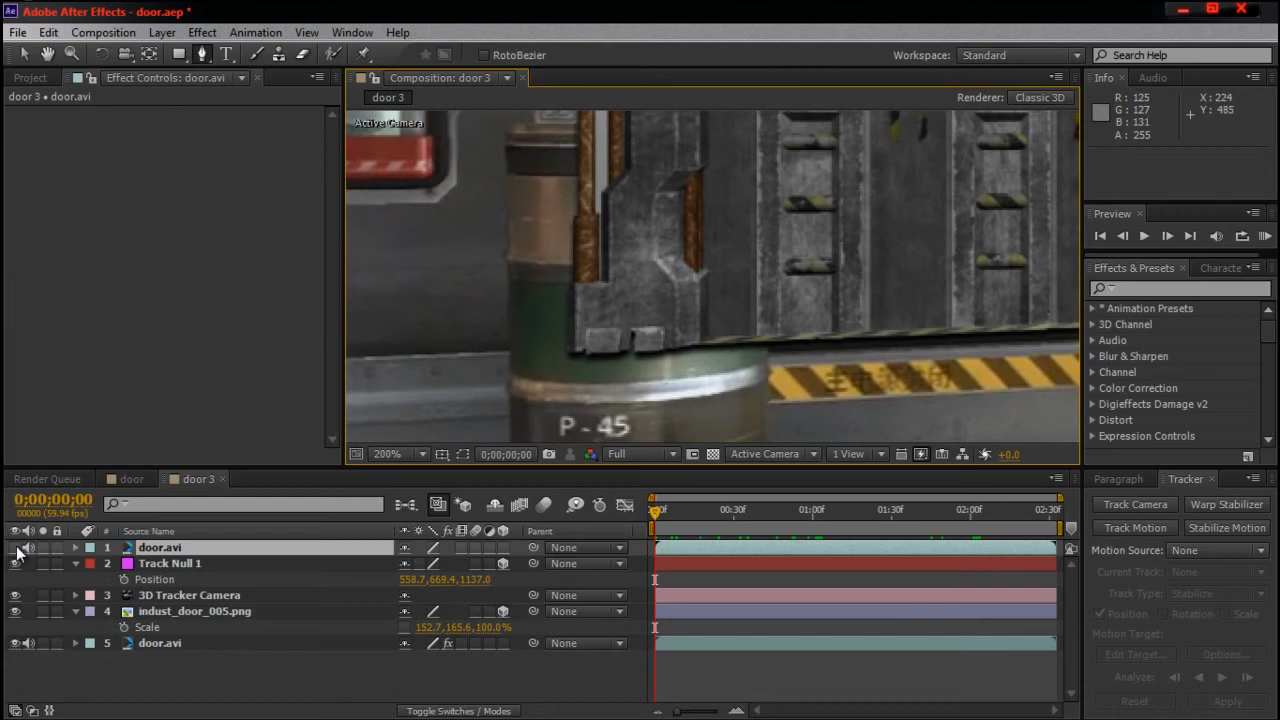 Adobe After Effects - door.aep *
File Edit Composition Layer Effect Animation View Window Help
RotoBezier
Workspace: Standard
Search Help
Project
Effect Controls: door.avi
Composition: door 3
Info
Audio
door 3 • door.avi
door 3
Renderer: Classic 3D
Active Camera
R : 125
G : 127
B : 131
A : 255
X : 224
Y : 485
Preview
Effects & Presets
Characte
* Animation Presets
3D Channel
Audio
Blur & Sharpen
Channel
Color Correction
Digieffects Damage v2
Distort
Expression Controls
P - 45
200%
0;00;00;00
Full
Active Camera
1 View
+0.0
Render Queue
door
door 3
Paragraph
Tracker
0;00;00;00
00000 (59.94 fps)
# Source Name
fx
Parent
00:30f 01:00f 01:30f 02:00f 02:30f
1 door.avi None
2 Track Null 1 None
Position 558.7,669.4,1137.0
3 3D Tracker Camera None
4 indust_door_005.png None
Scale 152.7,165.6,100.0%
5 door.avi fx None
Toggle Switches / Modes
Track Camera Warp Stabilizer
Track Motion Stabilize Motion
Motion Source: None
Current Track: None
Track Type: Stabilize
Position Rotation Scale
Motion Target:
Edit Target... Options...
Analyze:
Reset Apply